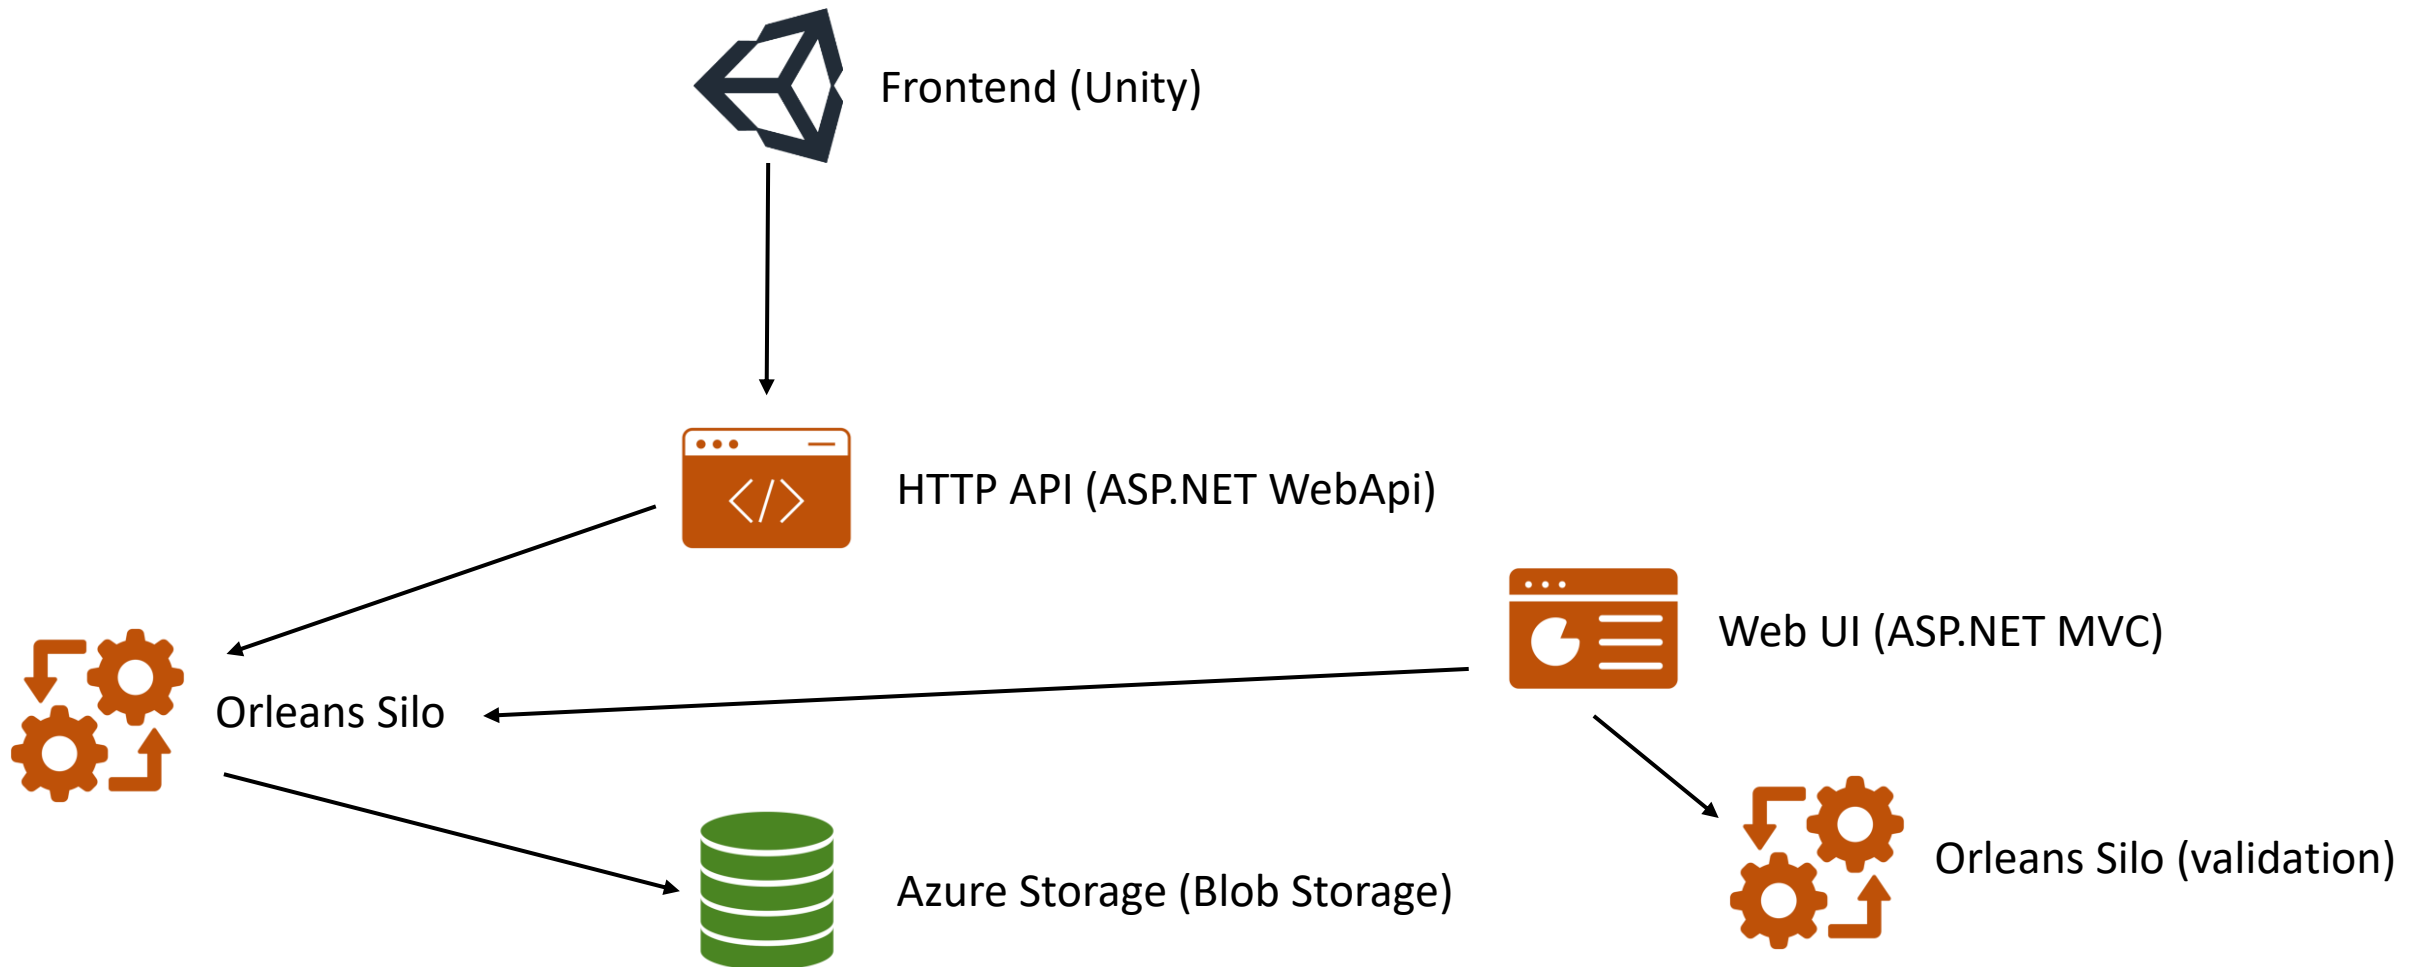 Frontend (Unity)
HTTP API (ASP.NET WebApi)
Web UI (ASP.NET MVC)
Orleans Silo
Orleans Silo (validation)
Azure Storage (Blob Storage)